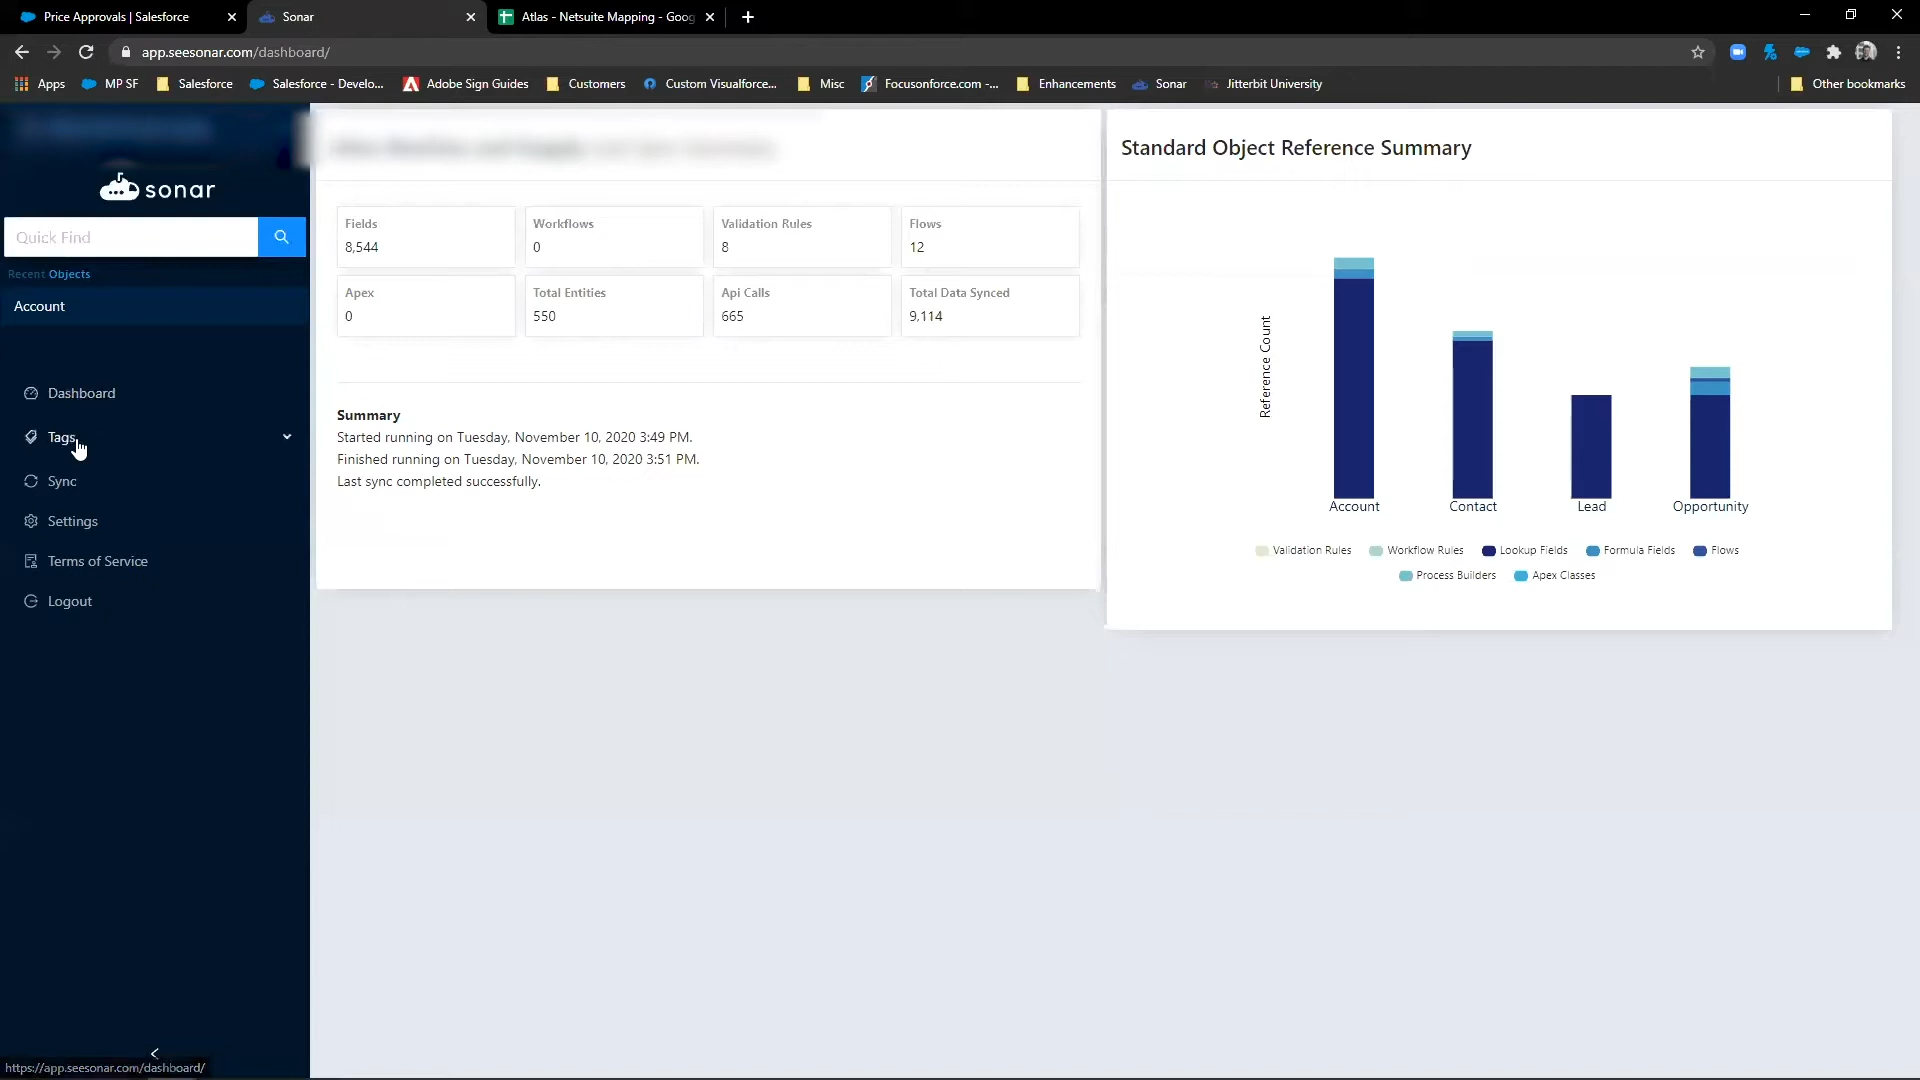 Price Approvals | Salesforce
Sonar
Atlas - Netsuite Mapping - Goog
app.seesonar.com/dashboard/
Apps
MP SF
Salesforce
Salesforce - Develo...
Adobe Sign Guides
Customers
Custom Visualforce...
Misc
Focusonforce.com -...
Enhancements
Sonar
Jitterbit University
Other bookmarks
sonar
Quick Find
Recent Objects
Account
Dashboard
Tags
Sync
Settings
Terms of Service
Logout
https://app.seesonar.com/dashboard/
Fields
8,544
Workflows
0
Validation Rules
8
Flows
12
Apex
0
Total Entities
550
Api Calls
665
Total Data Synced
9,114
Summary
Started running on Tuesday, November 10, 2020 3:49 PM.
Finished running on Tuesday, November 10, 2020 3:51 PM.
Last sync completed successfully.
Standard Object Reference Summary
Reference Count
Account
Contact
Lead
Opportunity
Validation Rules
Workflow Rules
Lookup Fields
Formula Fields
Flows
Process Builders
Apex Classes